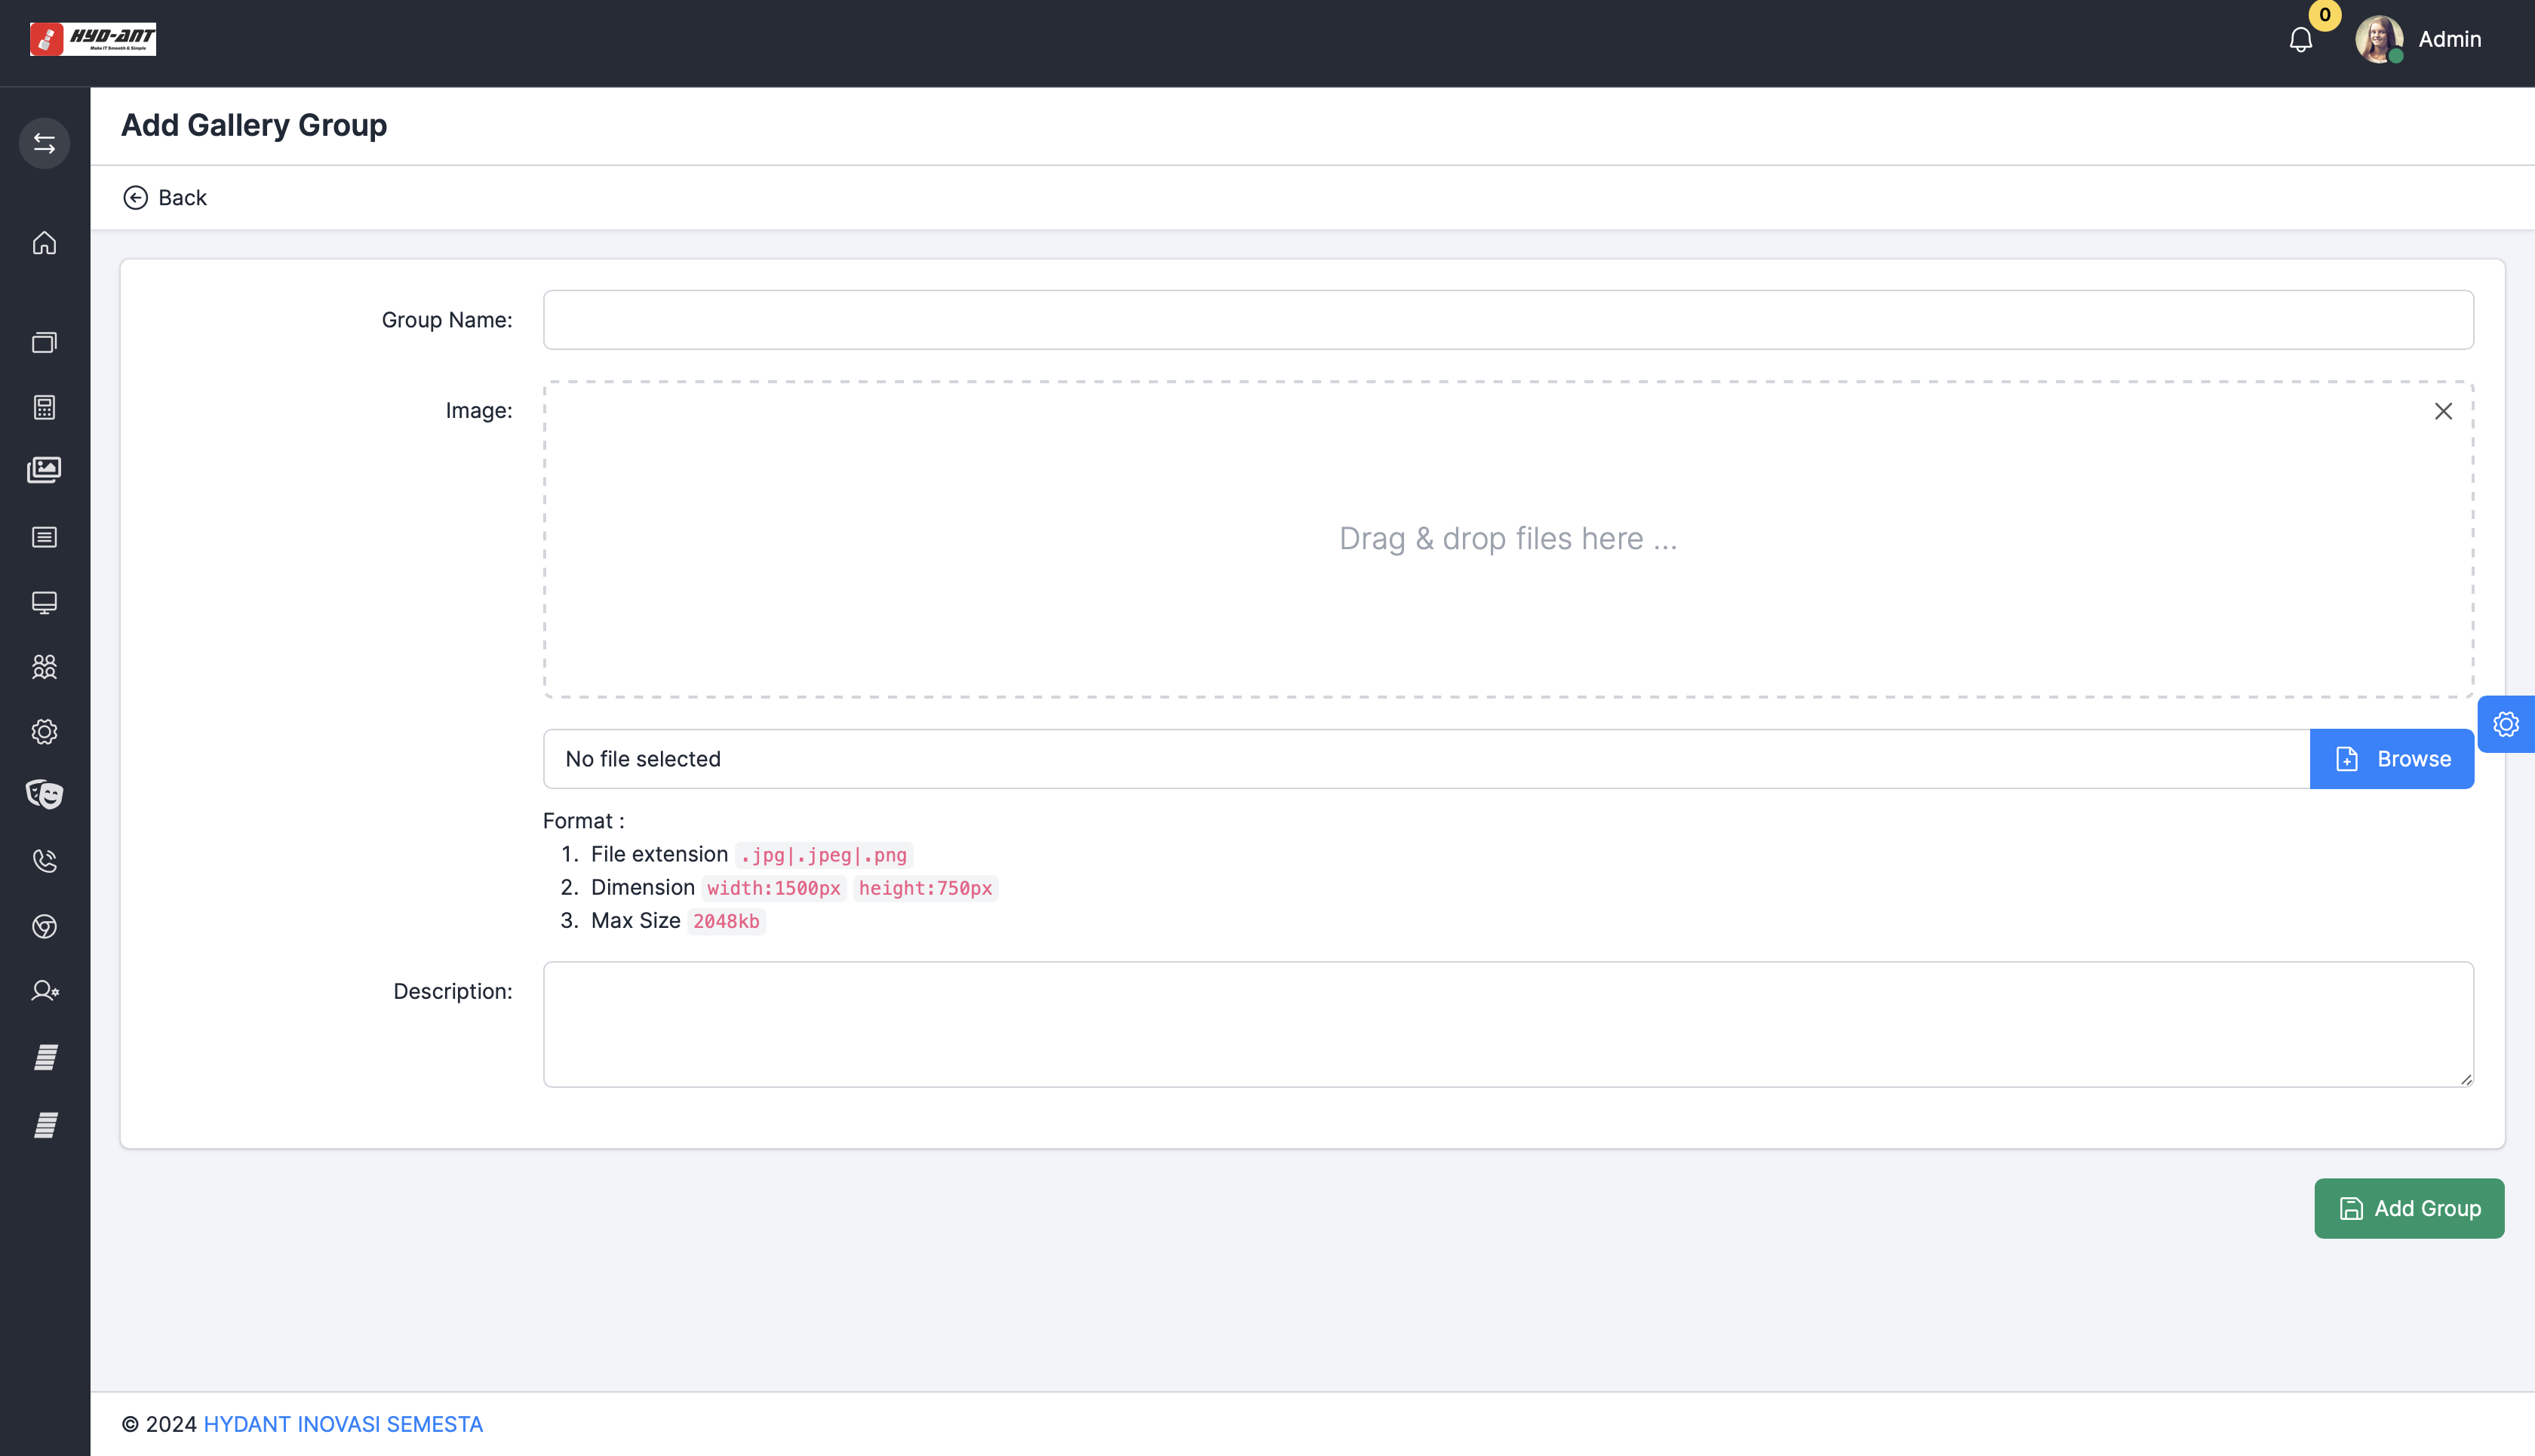 HYD-ANT
Make IT Smooth & Simple
0
Admin
Add Gallery Group
Back
Group Name:
Image:
Drag & drop files here ...
No file selected
Browse
Format :
1. File extension .jpg|.jpeg|.png
2. Dimension width:1500px height:750px
3. Max Size 2048kb
Description:
Add Group
© 2024 HYDANT INOVASI SEMESTA